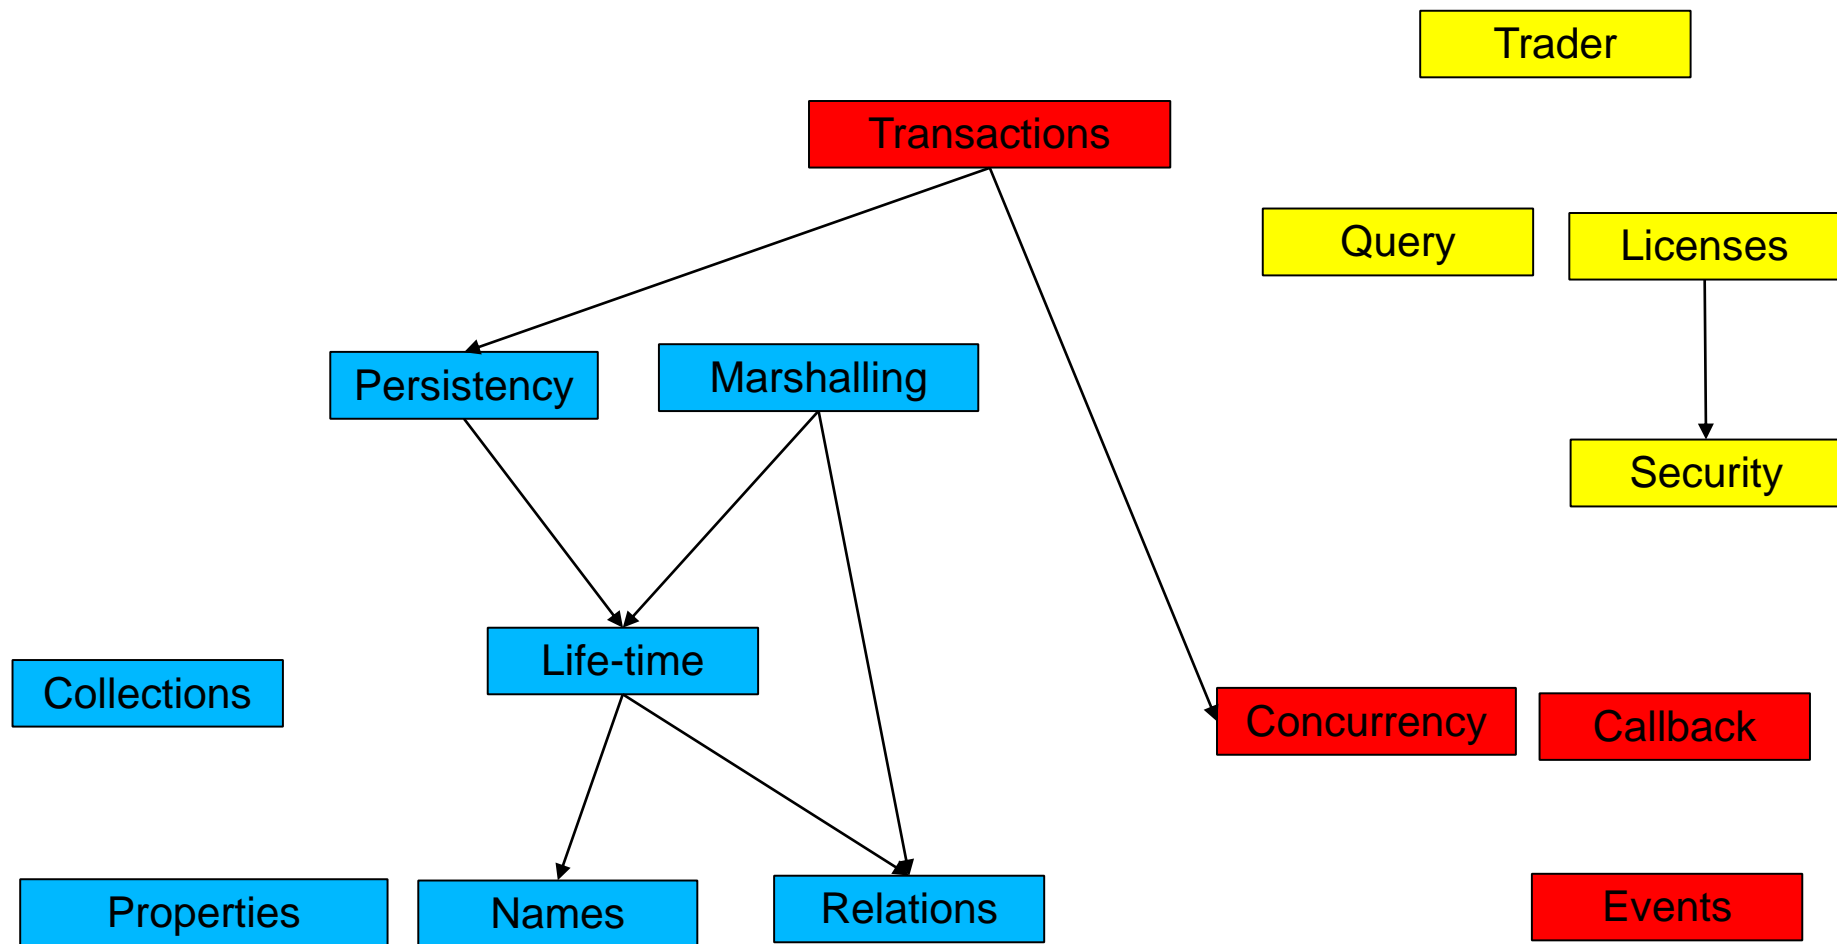 Trader
Transactions
Query
Licenses
Persistency
Marshalling
Security
Life-time
Collections
Concurrency
Callback
Properties
Names
Relations
Events